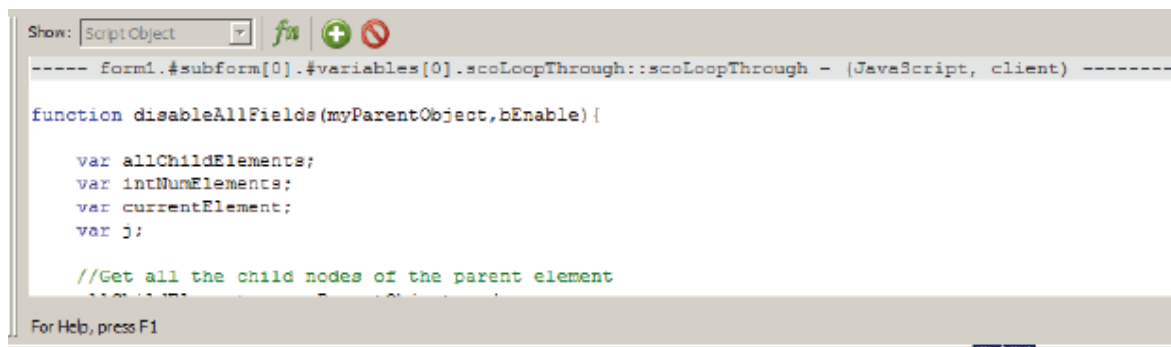 Show: Script Object fx
----- form1.#subform[0].#variables[0].scoLoopThrough::scoLoopThrough - (JavaScript, client) --------
function disableAllFields(myParentObject,bEnable){
var allChildElements;
var intNumElements;
var currentElement;
var j;
//Get all the child nodes of the parent element
For Help, press F1